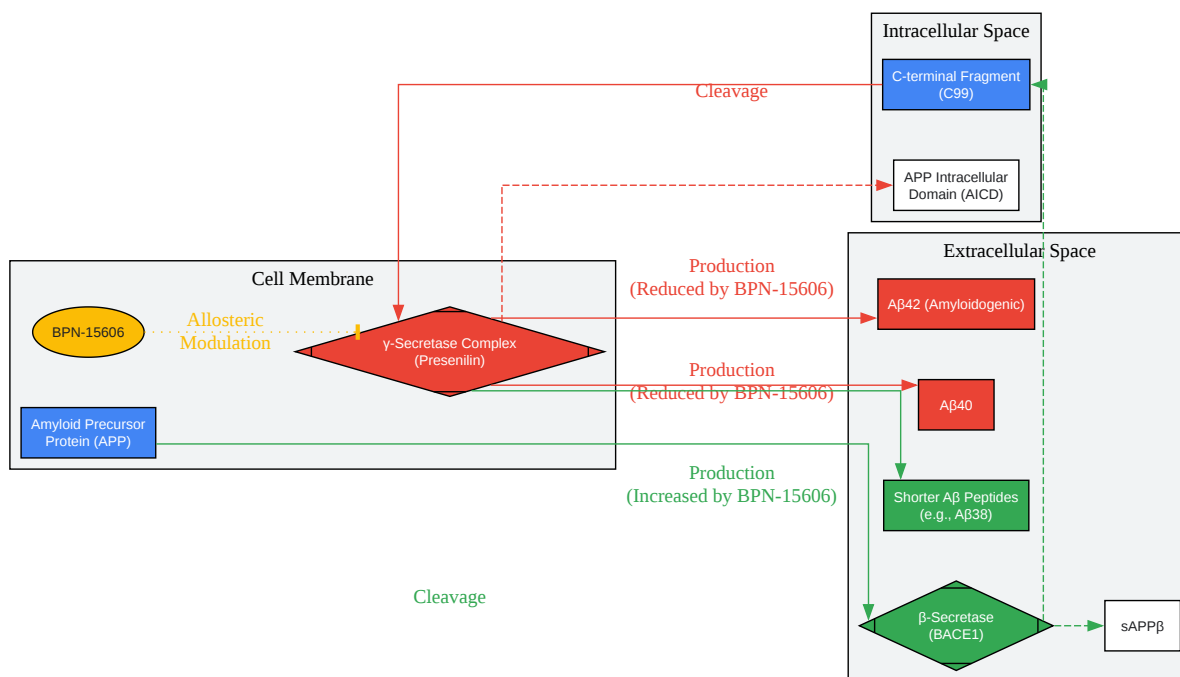 Intracellular Space
C-terminal Fragment
(C99)
Cleavage
APP Intracellular
Domain (AICD)
Extracellular Space
Cell Membrane
Production
(Reduced by BPN-15606)
Aβ42 (Amyloidogenic)
BPN-15606
Allosteric
Modulation
γ-Secretase Complex
(Presenilin)
Production
(Reduced by BPN-15606)
Aβ40
Amyloid Precursor
Protein (APP)
Production
(Increased by BPN-15606)
Shorter Aβ Peptides
(e.g., Aβ38)
Cleavage
β-Secretase
(BACE1)
sAPPβ